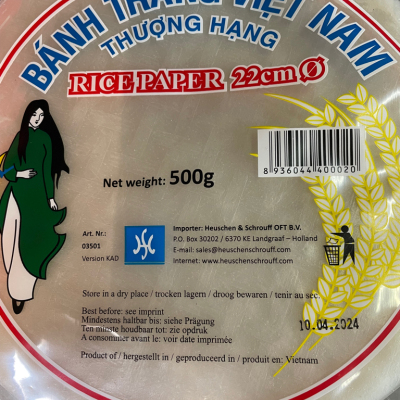 BÁNH TRÁNG VIỆT NAM
THƯỢNG HẠNG
RICE PAPER 22cm Ø
8936044400020
Net weight: 500g
Art. Nr.:
03501
Version KAD
Importer: Heuschen & Schrouff OFT B.V.
P.O. Box 30202 / 6370 KE Landgraaf – Holland
E-mail: sales@heuschenschrouff.com
Internet: www.heuschenschrouff.com
Store in a dry place / trocken lagern / droog bewaren / tenir au sec.
Best before: see imprint
Mindestens haltbar bis: siehe Prägung
Ten minste houdbaar tot: zie opdruk
A consommer avant le: voir date imprimée
10.04.2024
Product of / hergestellt in / geproduceerd in / produit en: Vietnam